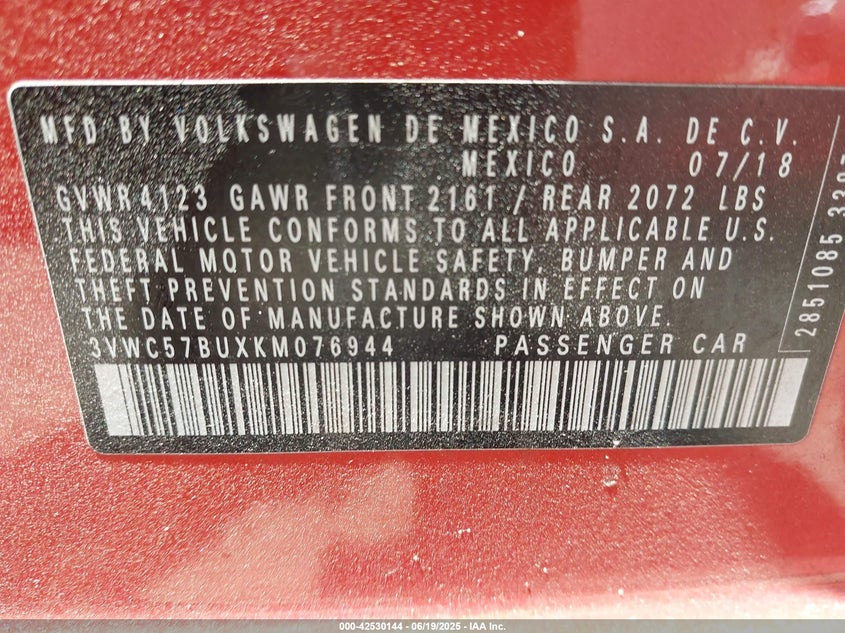 MFD BY VOLKSWAGEN DE MEXICO S.A. DE C.V.
MEXICO 07/18
GVWR 4123 GAWR FRONT 2161 / REAR 2072 LBS
THIS VEHICLE CONFORMS TO ALL APPLICABLE U.S.
FEDERAL MOTOR VEHICLE SAFETY, BUMPER AND
THEFT PREVENTION STANDARDS IN EFFECT ON
THE DATE OF MANUFACTURE SHOWN ABOVE.
3VWC57BUXKM076944 PASSENGER CAR
2851085
000-42530144 - 06/19/2025 - IAA Inc.